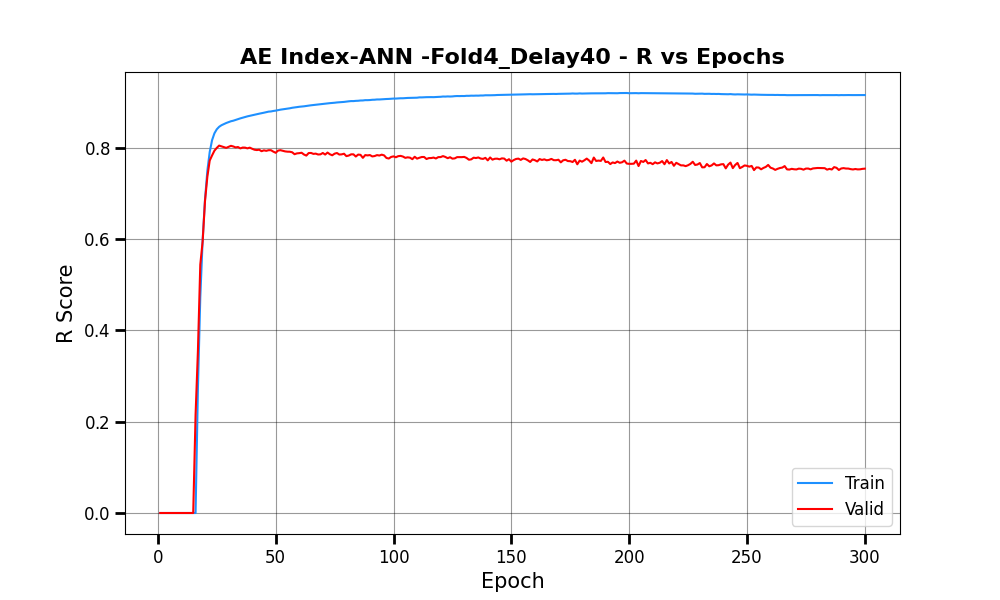 AE Index-ANN -Fold4_Delay40 - R vs Epochs
R Score
0.8
0.6
0.4
0.2
0.0
0 50 100 150 200 250 300
Epoch
Train
Valid